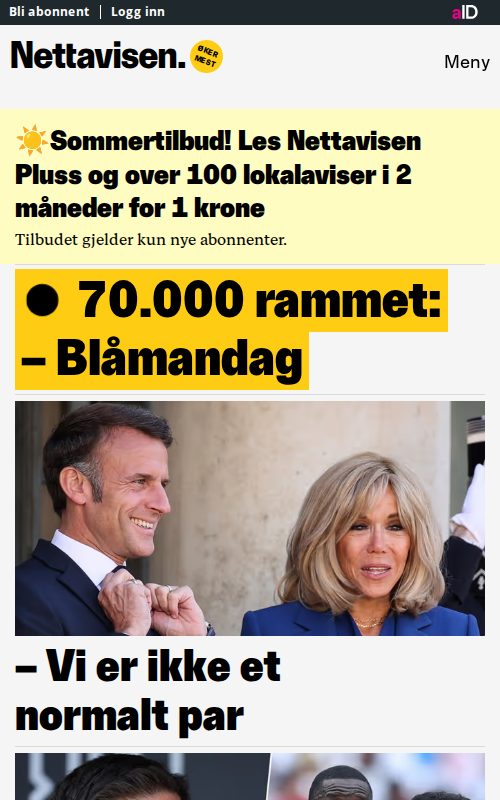 Bli abonnent | Logg inn aID
Nettavisen. ØKER MEST
Meny
☀️Sommertilbud! Les Nettavisen
Pluss og over 100 lokalaviser i 2
måneder for 1 krone
Tilbudet gjelder kun nye abonnenter.
● 70.000 rammet:
– Blåmandag
– Vi er ikke et
normalt par